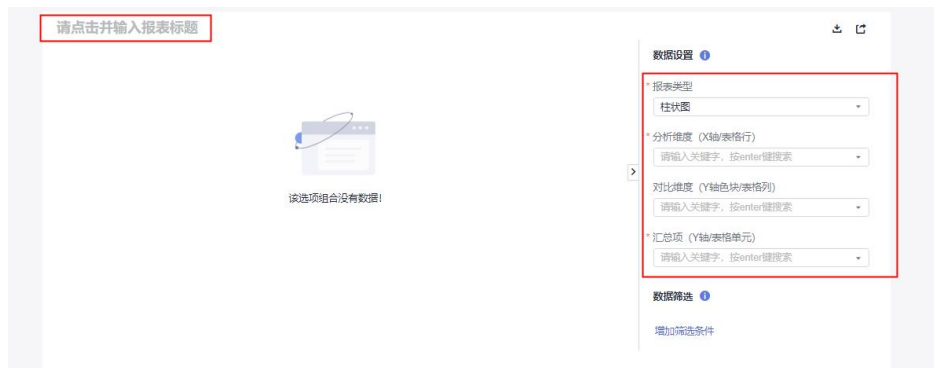 请点击并输入报表标题
数据设置
* 报表类型
柱状图
* 分析维度（X轴/表格行）
请输入关键字，按enter键搜索
对比维度（Y轴色块/表格列）
请输入关键字，按enter键搜索
* 汇总项（Y轴/表格单元）
请输入关键字，按enter键搜索
该选项组合没有数据!
数据筛选
增加筛选条件